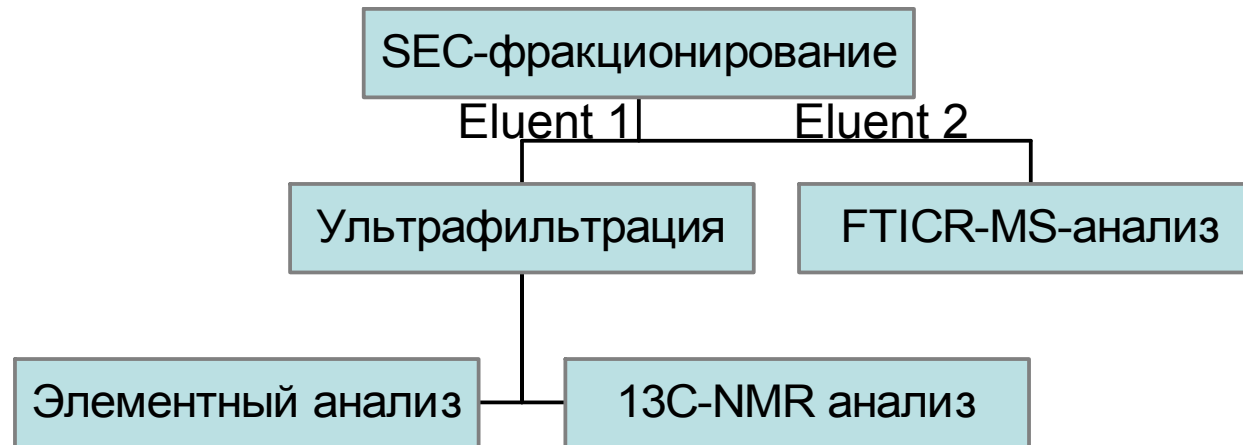 SEC-фракционирование
Eluent 1
Eluent 2
Ультрафильтрация
FTICR-MS-анализ
Элементный анализ
13C-NMR анализ